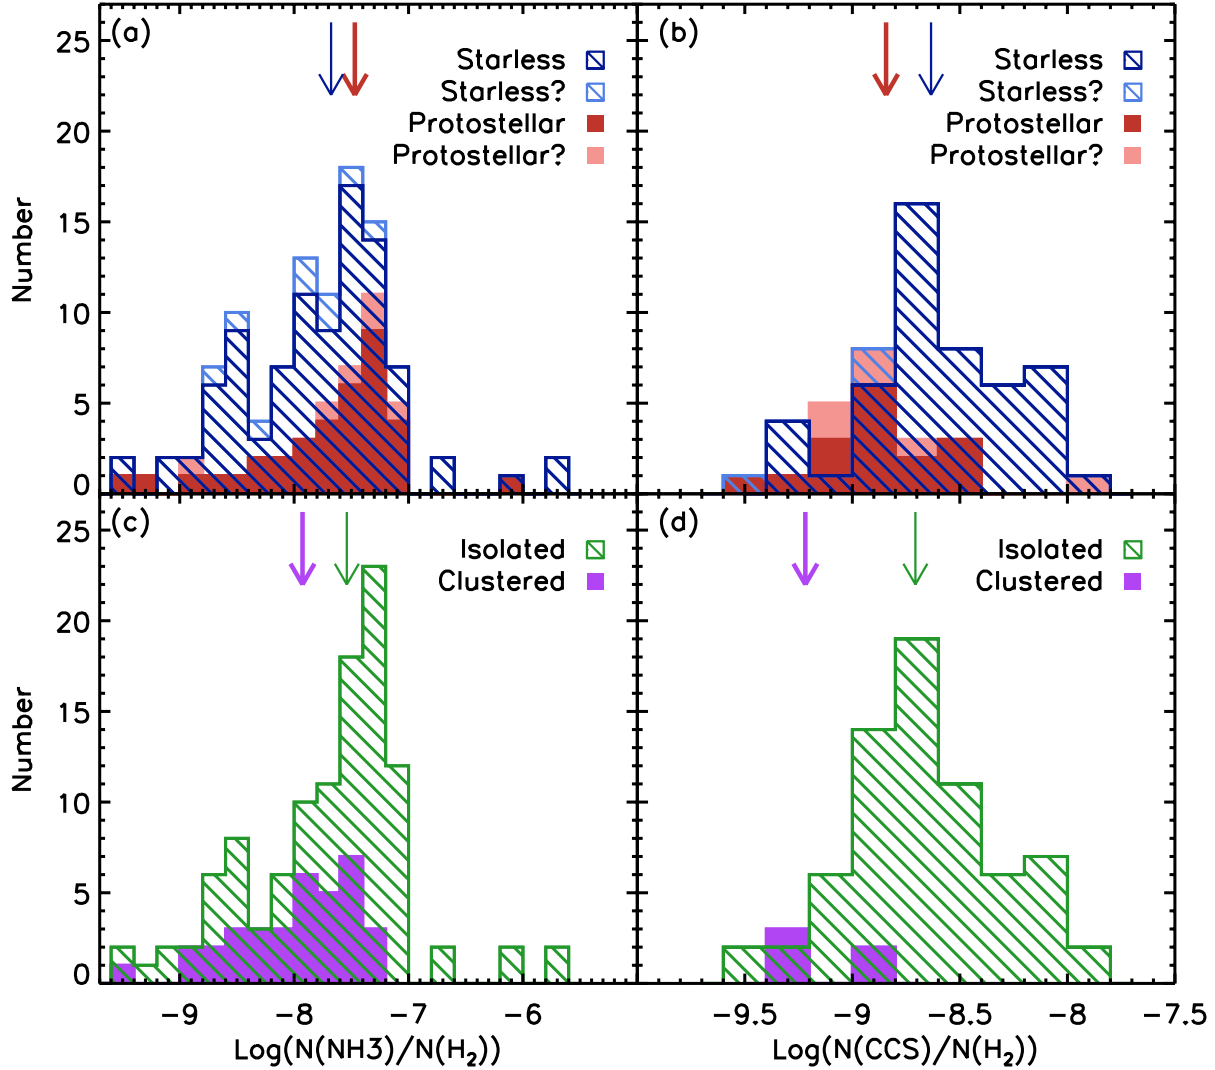 (a)
Starless
Starless?
Protostellar
Protostellar?
25
20
15
10
5
0
Number
(b)
Starless
Starless?
Protostellar
Protostellar?
(c)
Isolated
Clustered
25
20
15
10
5
0
Number
-9 -8 -7 -6
Log(N(NH3)/N(H₂))
(d)
Isolated
Clustered
-9.5 -9 -8.5 -8 -7.5
Log(N(CCS)/N(H₂))